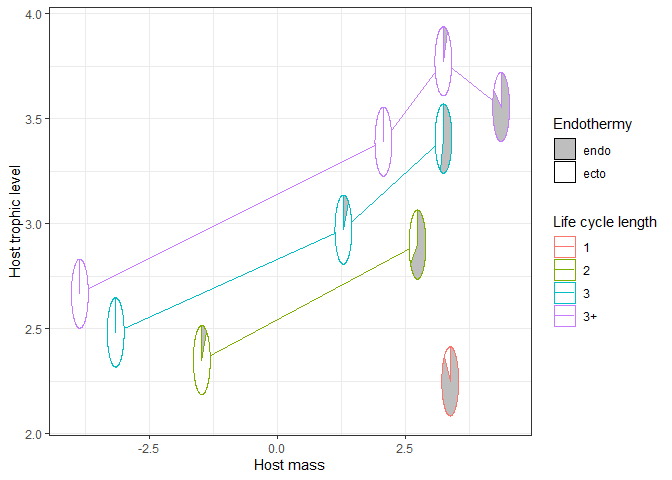 4.0
3.5
3.0
2.5
2.0
Host trophic level
-2.5
0.0
2.5
Host mass
Endothermy
endo
ecto
Life cycle length
1
2
3
3+